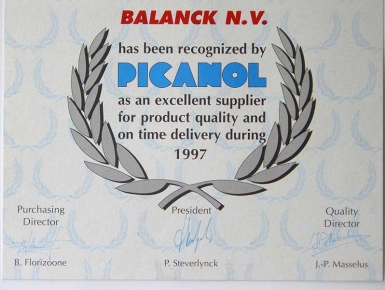 BALANCK N.V.
has been recognized by
PICANOL
as an excellent supplier
for product quality and
on time delivery during
1997
Purchasing Director
President
Quality Director
B. Florizoone
P. Steverlynck
J.-P. Masselus